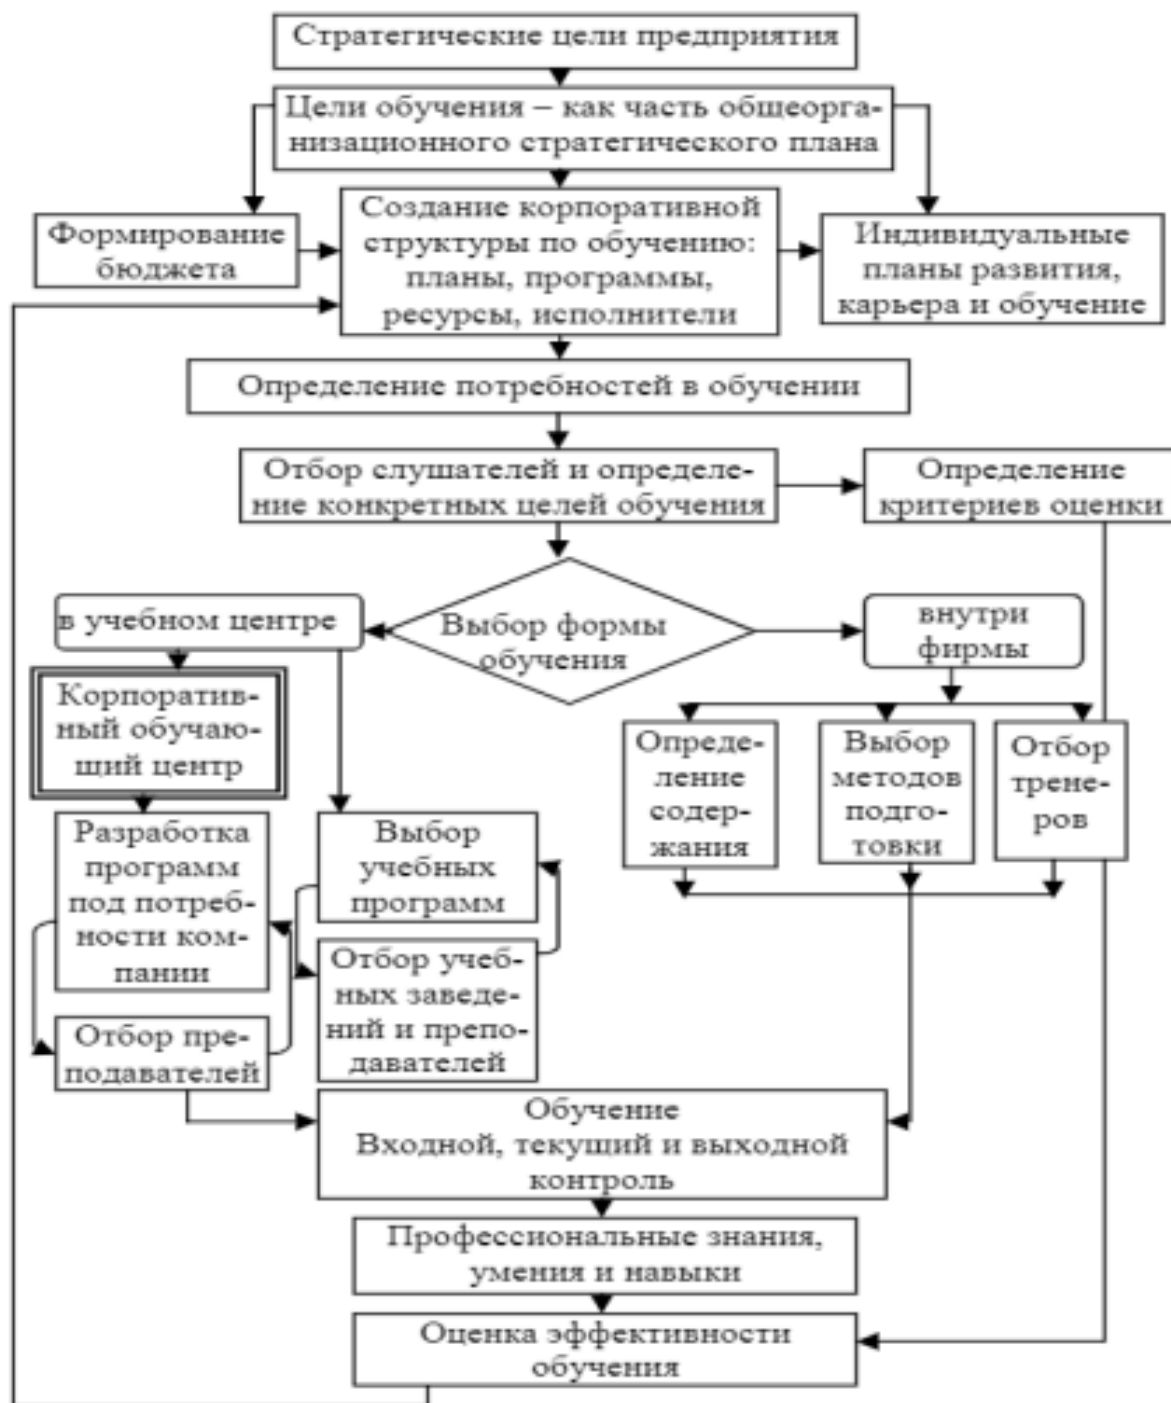 Стратегические цели предприятия
Цели обучения – как часть общеорга-
низационного стратегического плана
Формирование
бюджета
Создание корпоративной
структуры по обучению:
планы, программы,
ресурсы, исполнители
Индивидуальные
планы развития,
карьера и обучение
Определение потребностей в обучении
Отбор слушателей и определе-
ние конкретных целей обучения
Определение
критериев оценки
в учебном центре
Выбор формы
обучения
внутри
фирмы
Корпоратив-
ный обучаю-
щий центр
Опреде-
ление
содер-
жания
Выбор
методов
подго-
товки
Отбор
трене-
ров
Разработка
программ
под потреб-
ности ком-
пании
Выбор
учебных
программ
Отбор учеб-
ных заведе-
ний и препо-
давателей
Отбор пре-
подавателей
Обучение
Входной, текущий и выходной
контроль
Профессиональные знания,
умения и навыки
Оценка эффективности
обучения